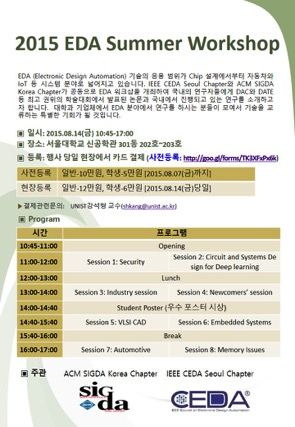 2015 EDA Summer Workshop
EDA (Electronic Design Automation) 기술의 응용 범위가 Chip 설계에서부터 자동차와
IoT 등 시스템 분야로 넓어지고 있습니다. IEEE CEDA Seoul Chapter와 ACM SIGDA
Korea Chapter가 공동으로 EDA 워크샵을 개최하여 국내의 연구자들에게 DAC와 DATE
등 최고 권위의 학술대회에서 발표된 논문과 국내에서 진행되고 있는 연구를 소개하고자 합
니다. 대학과 기업체에서 EDA 분야에서 연구를 하시는 분들이 모여서 기술을 교
류하는 특별한 기회가 될 것입니다.
▣ 일시: 2015.08.14(금) 10:45-17:00
▣ 장소: 서울대학교 신공학관 301동 202호~203호
▣ 등록: 행사 당일 현장에서 카드 결제 (사전등록: http://goo.gl/forms/TK3XFxPx6k)
사전등록 일반-10만원, 학생-5만원 [2015.08.07(금)까지]
현장등록 일반-12만원, 학생-6만원 [2015.08.14(금)당일]
➢ 결제관련문의: UNIST강석형 교수(shkang@unist.ac.kr)
▣ Program
시간 프로그램
10:45-11:00 Opening
11:00-12:00 Session 1: Security Session 2: Circuit and Systems De
sign for Deep learning
12:00-13:00 Lunch
13:00-14:00 Session 3: Industry session Session 4: Newcomers' session
14:00-14:40 Student Poster (우수 포스터 시상)
14:40-15:40 Session 5: VLSI CAD Session 6: Embedded Systems
15:40-16:00 Break
16:00-17:00 Session 7: Automotive Session 8: Memory Issues
▣ 주관 ACM SIGDA Korea Chapter IEEE CEDA Seoul Chapter
sigda
CEDA
IEEE Council on Electronic Design Automation